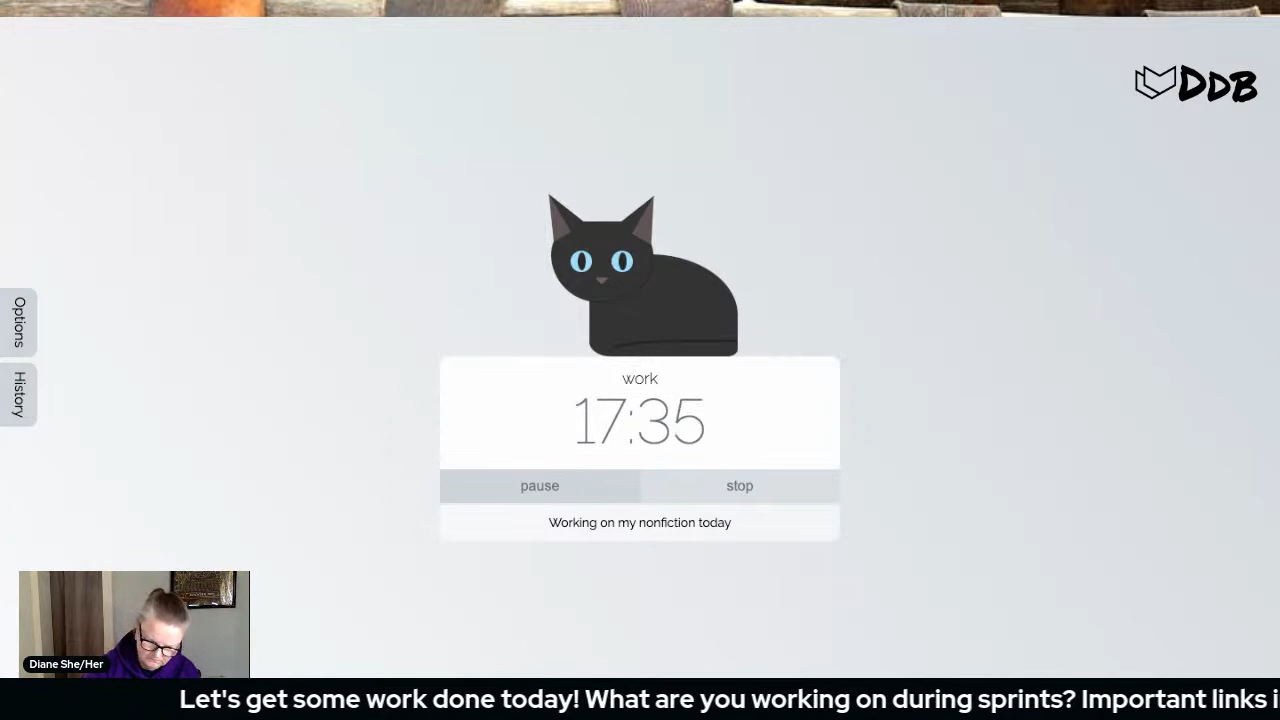 DDB
Options
History
work
17:35
pause stop
Working on my nonfiction today
Diane She/Her
Let's get some work done today! What are you working on during sprints? Important links i